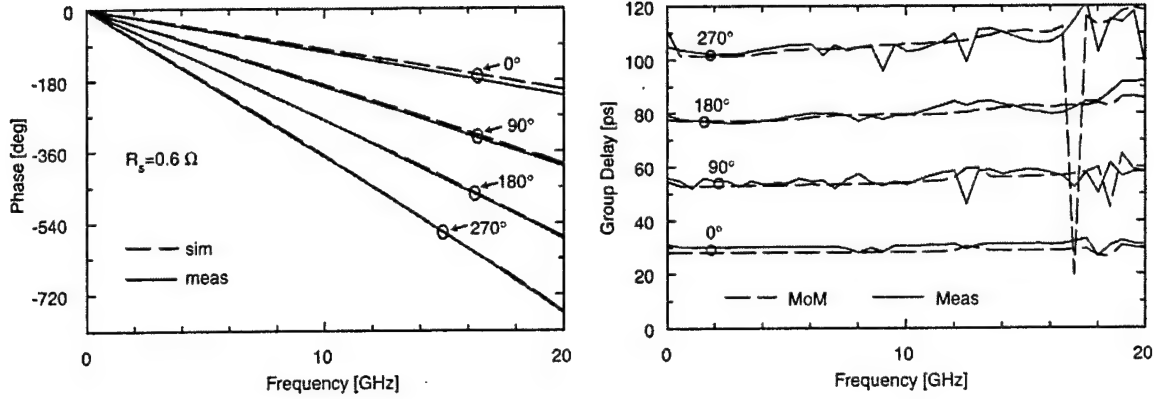 0
-180
-360
-540
-720
Phase [deg]
0°
90°
180°
270°
R_s=0.6 Ω
sim
meas
0
10
20
Frequency [GHz]
120
100
80
60
40
20
0
Group Delay [ps]
270°
180°
90°
0°
MoM
Meas
0
10
20
Frequency [GHz]